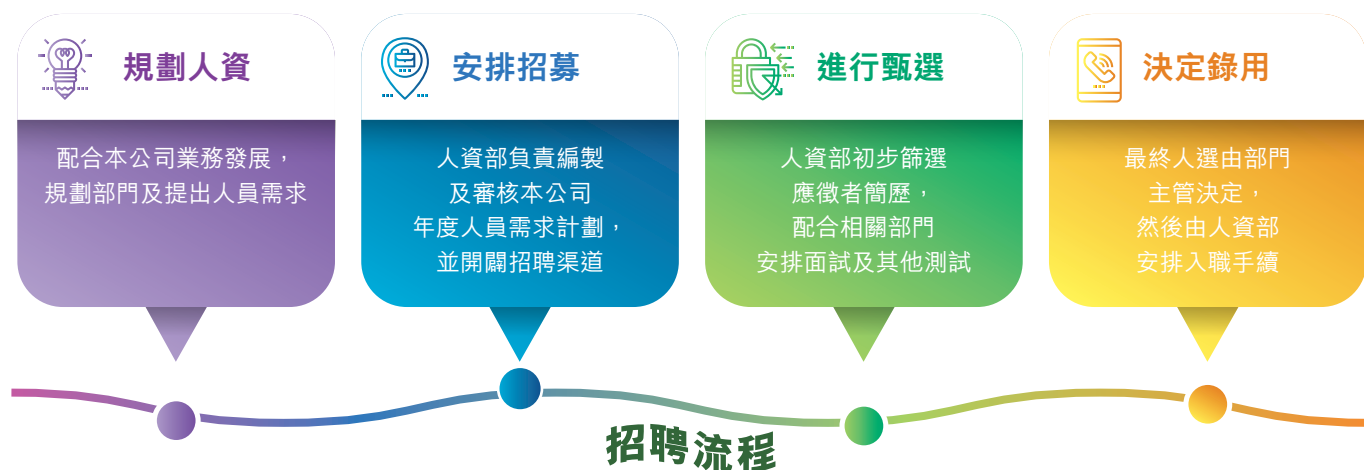 規劃人資
配合本公司業務發展，
規劃部門及提出人員需求
安排招募
人資部負責編製
及審核本公司
年度人員需求計劃，
並開闢招聘渠道
進行甄選
人資部初步篩選
應徵者簡歷，
配合相關部門
安排面試及其他測試
決定錄用
最終人選由部門
主管決定，
然後由人資部
安排入職手續
招聘流程